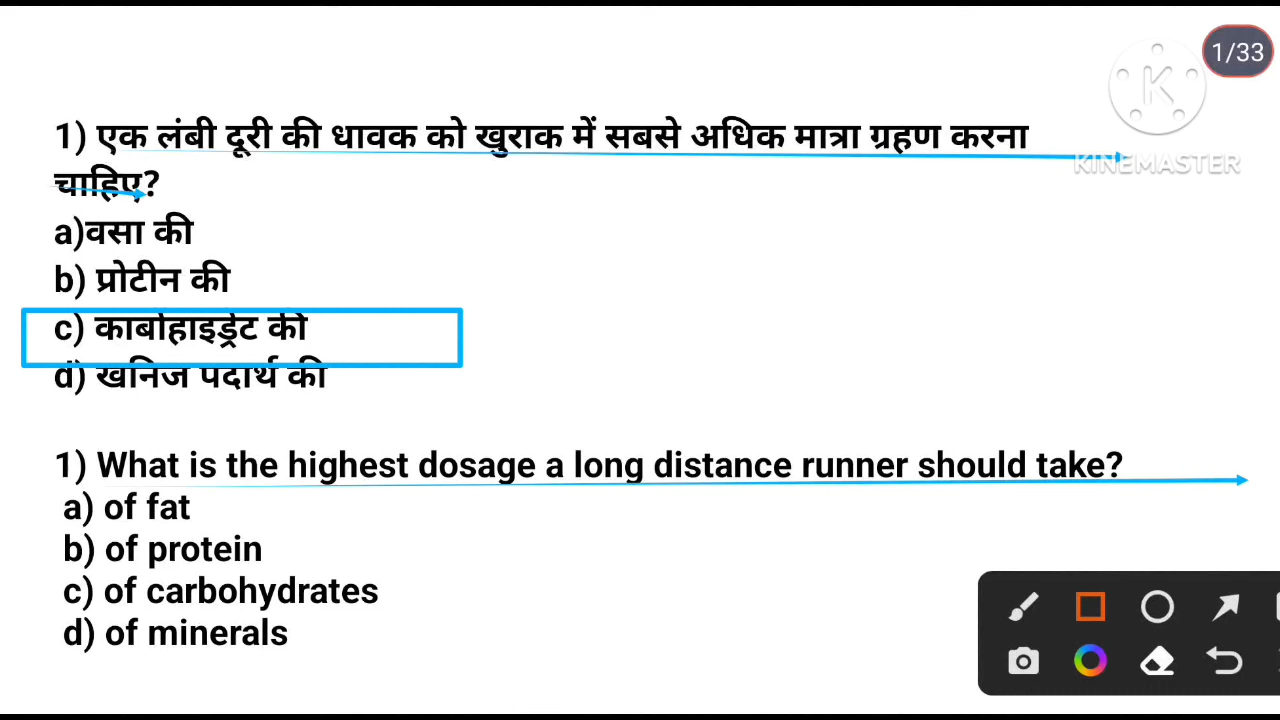 1/33
KINEMASTER
1) एक लंबी दूरी की धावक को खुराक में सबसे अधिक मात्रा ग्रहण करना
चाहिए?
a)वसा की
b) प्रोटीन की
c) कार्बोहाइड्रेट की
d) खनिज पदार्थ की
1) What is the highest dosage a long distance runner should take?
a) of fat
b) of protein
c) of carbohydrates
d) of minerals